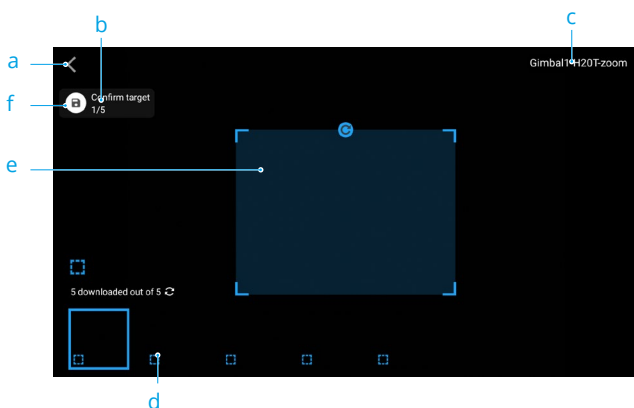 b
c
a
Gimbal1-H20T-zoom
f
Confirm target
1/5
e
5 downloaded out of 5
d